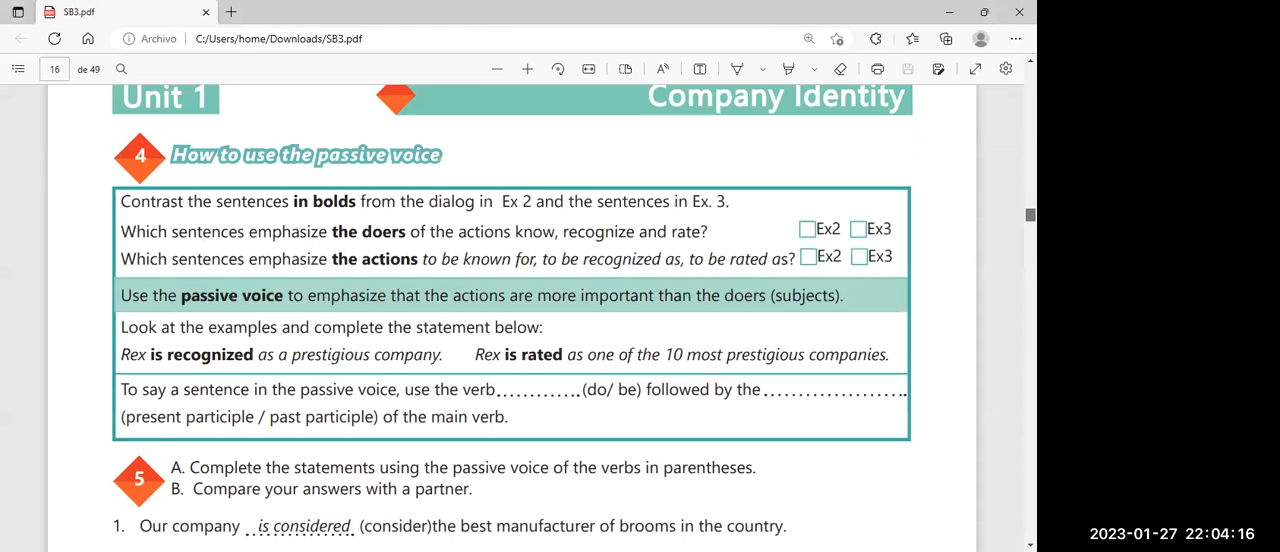 SB3.pdf
Archivo C:/Users/home/Downloads/SB3.pdf
16 de 49
Unit 1 Company Identity
4 How to use the passive voice
Contrast the sentences in bolds from the dialog in Ex 2 and the sentences in Ex. 3.
Which sentences emphasize the doers of the actions know, recognize and rate? Ex2 Ex3
Which sentences emphasize the actions to be known for, to be recognized as, to be rated as? Ex2 Ex3
Use the passive voice to emphasize that the actions are more important than the doers (subjects).
Look at the examples and complete the statement below:
Rex is recognized as a prestigious company. Rex is rated as one of the 10 most prestigious companies.
To say a sentence in the passive voice, use the verb............(do/ be) followed by the....................
(present participle / past participle) of the main verb.
5 A. Complete the statements using the passive voice of the verbs in parentheses.
B. Compare your answers with a partner.
1. Our company ..is considered.. (consider)the best manufacturer of brooms in the country.
2023-01-27 22:04:16